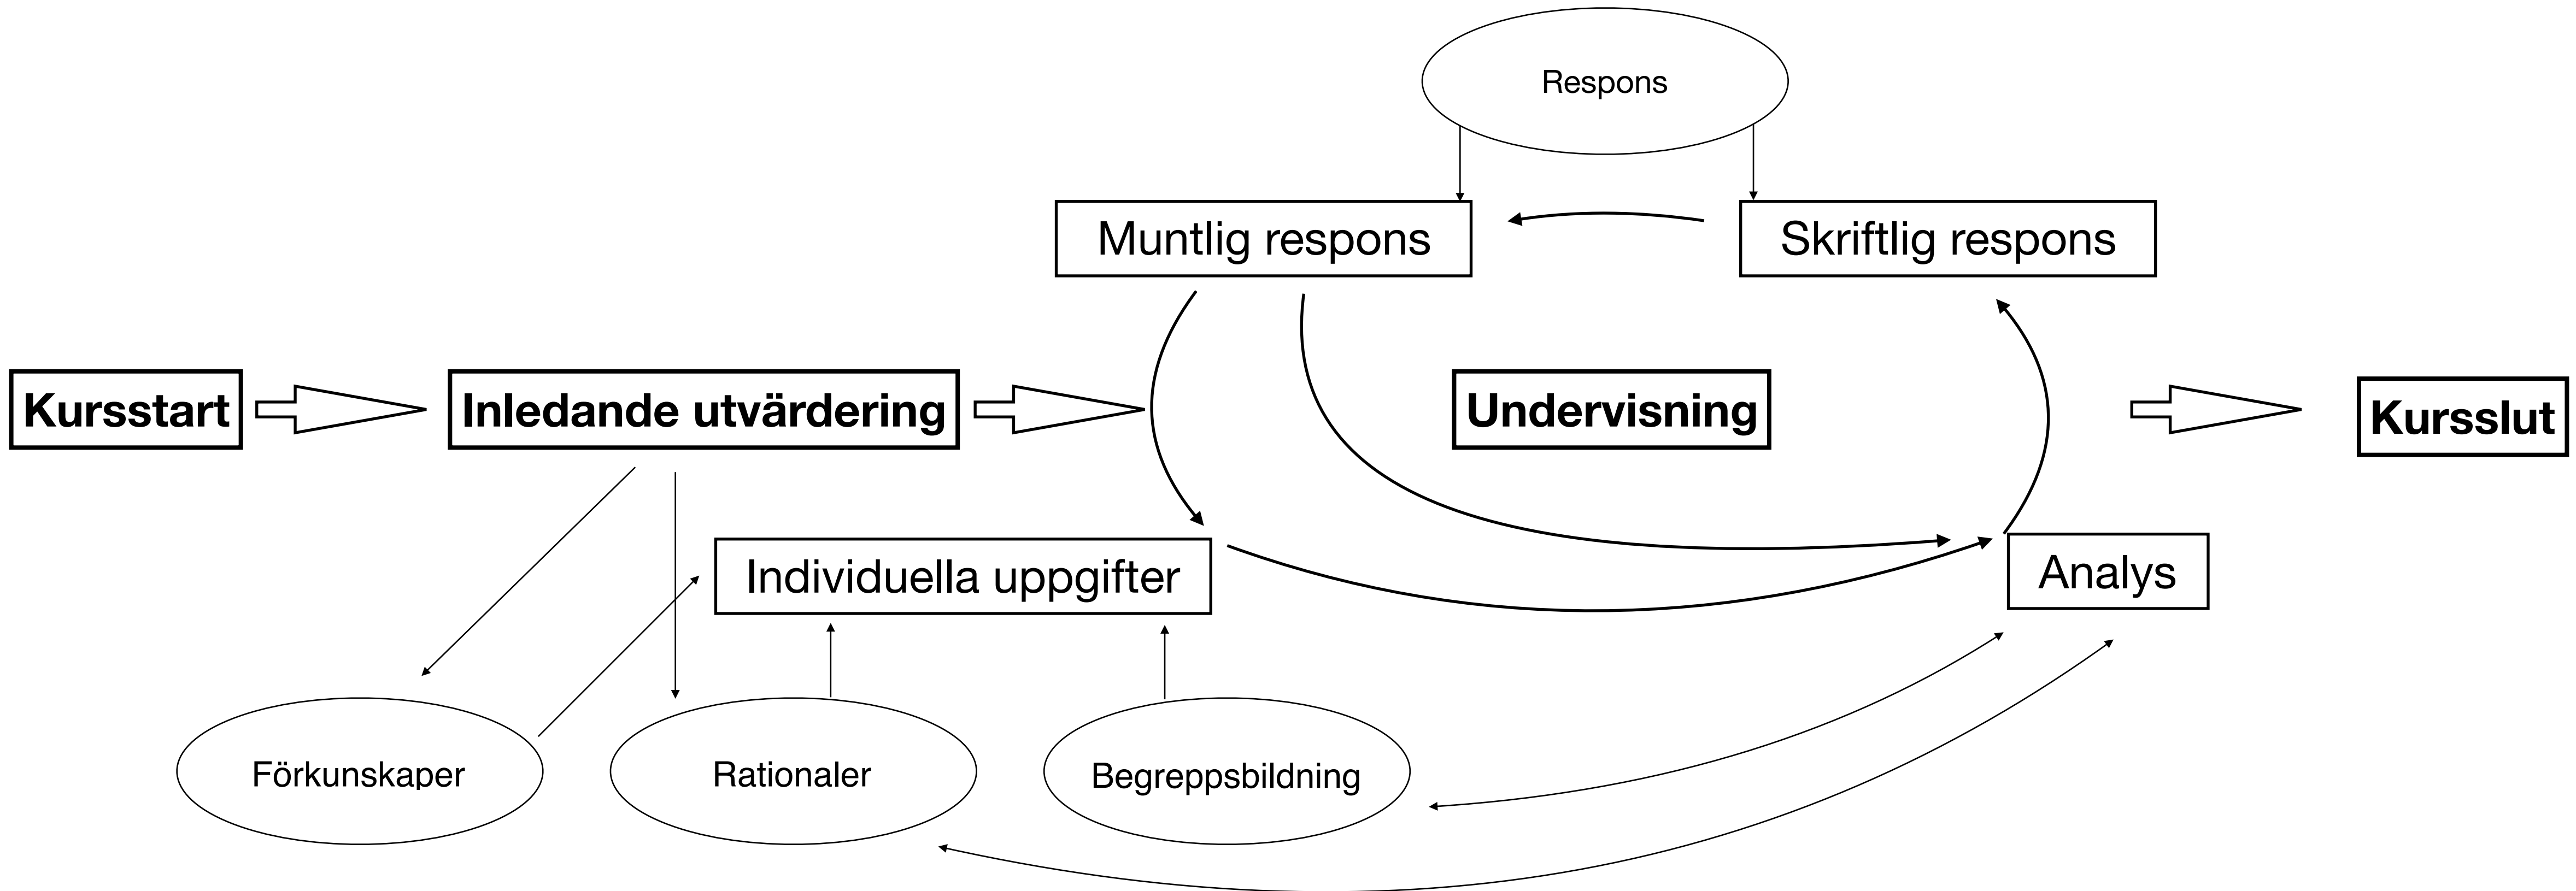 Respons
Muntlig respons
Skriftlig respons
Kursstart
Inledande utvärdering
Undervisning
Kursslut
Individuella uppgifter
Analys
Förkunskaper
Rationaler
Begreppsbildning